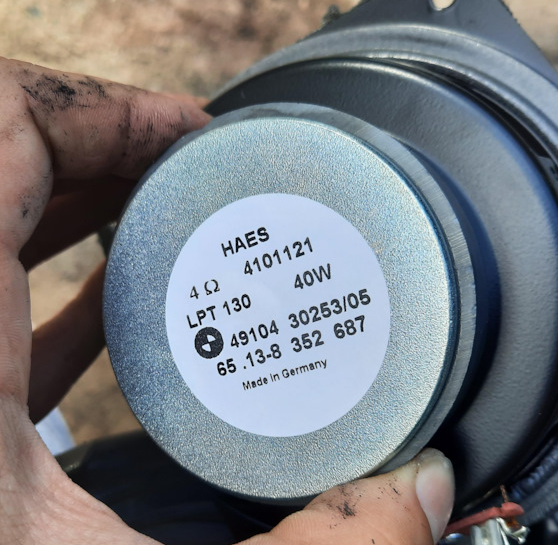 HAES
4101121
4 Ω
40W
LPT 130
49104 30253/05
65 .13-8 352 687
Made in Germany